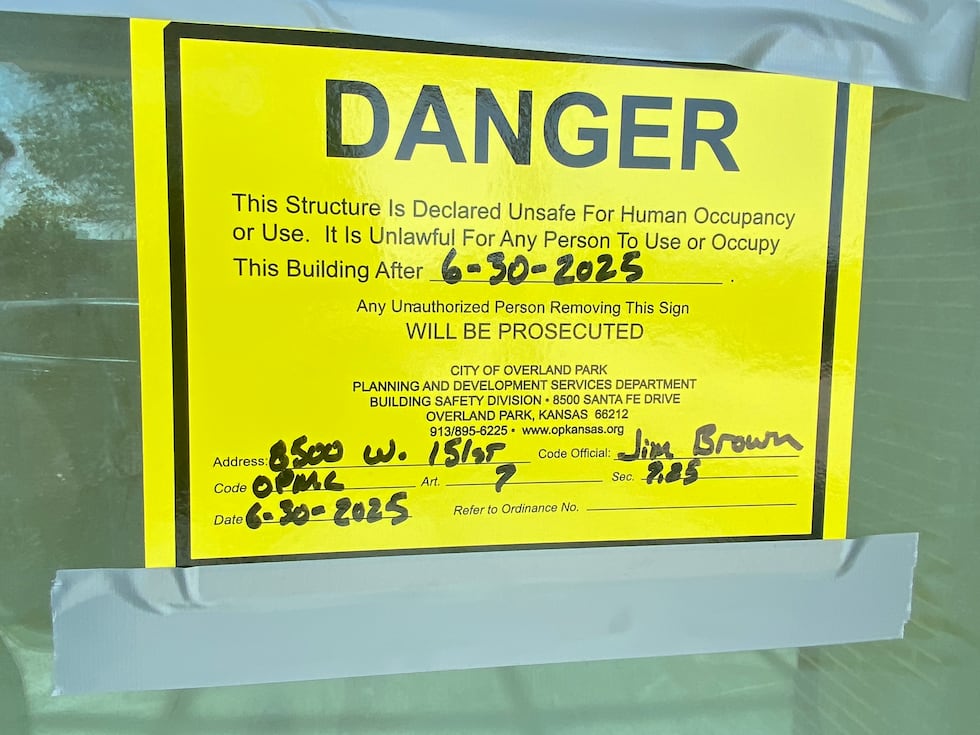 DANGER
This Structure Is Declared Unsafe For Human Occupancy
or Use. It Is Unlawful For Any Person To Use or Occupy
This Building After 6-30-2025.
Any Unauthorized Person Removing This Sign
WILL BE PROSECUTED
CITY OF OVERLAND PARK
PLANNING AND DEVELOPMENT SERVICES DEPARTMENT
BUILDING SAFETY DIVISION • 8500 SANTA FE DRIVE
OVERLAND PARK, KANSAS 66212
913/895-6225 • www.opkansas.org
Address: 8500 W. 151st Code Official: Jim Brown
Code OPMC Art. 7 Sec. 7.25
Date 6-30-2025 Refer to Ordinance No.